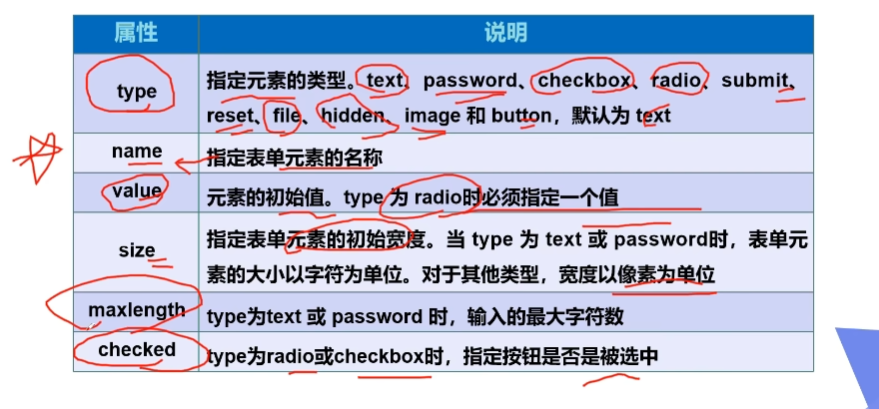 属性 说明
type 指定元素的类型。text、password、checkbox、radio、submit、
reset、file、hidden、image 和 button，默认为 text
name 指定表单元素的名称
value 元素的初始值。type 为 radio时必须指定一个值
size 指定表单元素的初始宽度。当 type 为 text 或 password时，表单元
素的大小以字符为单位。对于其他类型，宽度以像素为单位
maxlength type为text 或 password 时，输入的最大字符数
checked type为radio或checkbox时，指定按钮是否是被选中